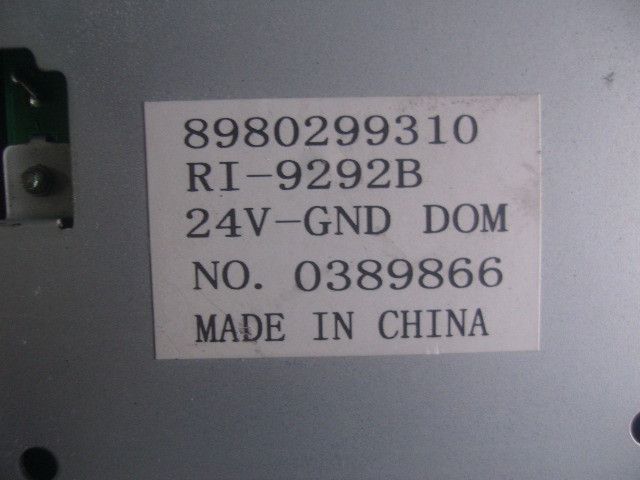 8980299310
RI-9292B
24V-GND DOM
NO. 0389866
MADE IN CHINA